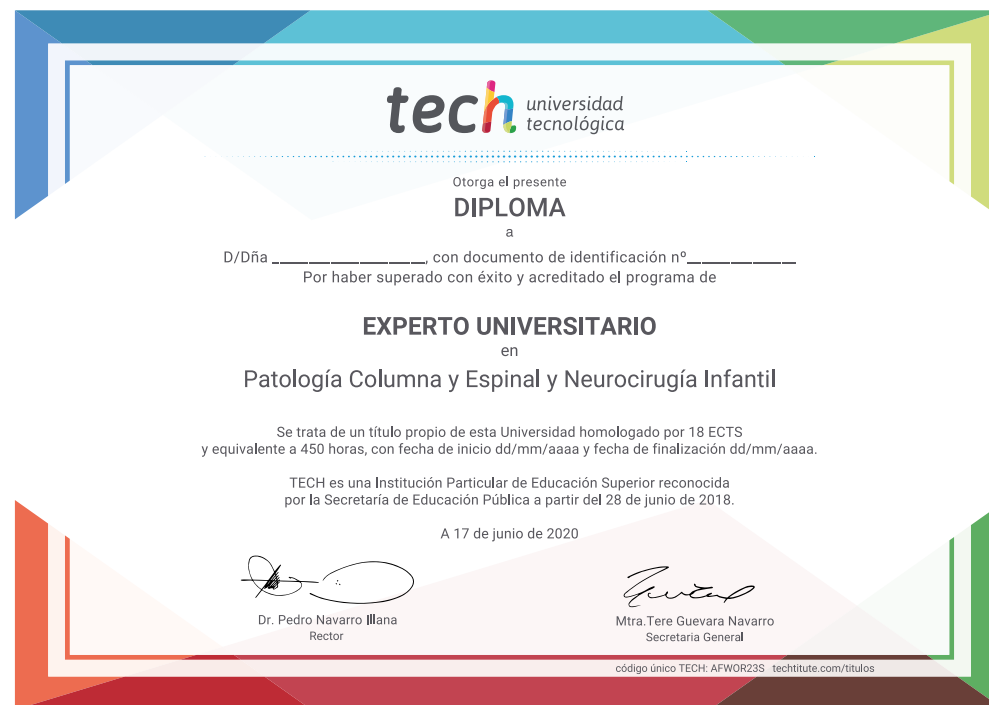 tech universidad
tecnológica
Otorga el presente
DIPLOMA
a
D/Dña ____________________, con documento de identificación nº______________
Por haber superado con éxito y acreditado el programa de
EXPERTO UNIVERSITARIO
en
Patología Columna y Espinal y Neurocirugía Infantil
Se trata de un título propio de esta Universidad homologado por 18 ECTS
y equivalente a 450 horas, con fecha de inicio dd/mm/aaaa y fecha de finalización dd/mm/aaaa.
TECH es una Institución Particular de Educación Superior reconocida
por la Secretaría de Educación Pública a partir del 28 de junio de 2018.
A 17 de junio de 2020
Dr. Pedro Navarro Illana
Rector
Mtra.Tere Guevara Navarro
Secretaria General
código único TECH: AFWOR23S techtitute.com/titulos